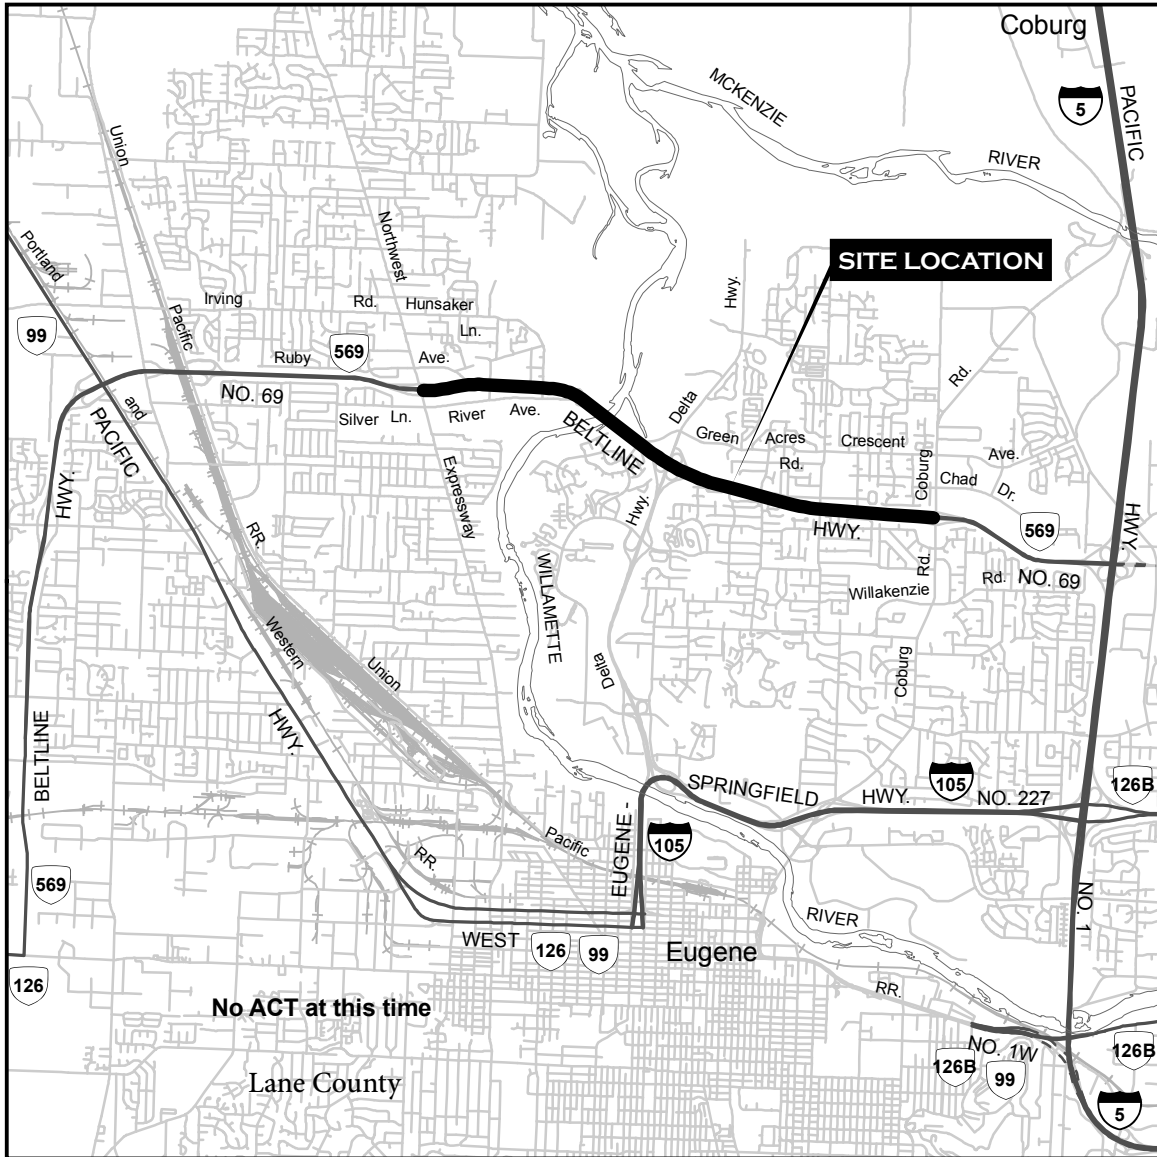 Coburg
MCKENZIE
5
PACIFIC
Union
RIVER
Northwest
Portland
SITE LOCATION
Irving
Rd.
Hunsaker
Hwy.
Pacific
Ln.
99
569
Ruby
Ave.
Rd.
NO. 69
and
Silver
Ln.
River
Ave.
Delta
BELTLINE
Green
Acres
Crescent
PACIFIC
Rd.
Ave.
Coburg
Chad
Dr.
HWY.
Expressway
Hwy.
HWY.
569
HWY.
RR.
Rd.
Rd.
NO. 69
Willakenzie
WILLAMETTE
Western
Union
Delta
Coburg
HWY.
BELTLINE
SPRINGFIELD
HWY.
105
NO. 227
126B
EUGENE -
105
Pacific
RR.
569
NO. 1
RIVER
WEST
126
99
Eugene
126
RR.
No ACT at this time
NO. 1W
126B
126B
99
Lane County
5